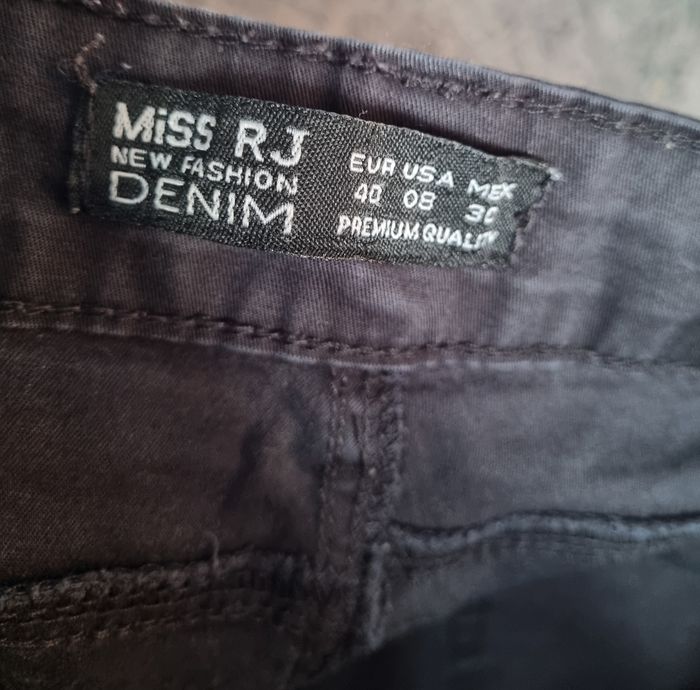 MiSS RJ
NEW FASHION
DENIM
EUR USA MEX
40 08 30
PREMIUM QUALITY